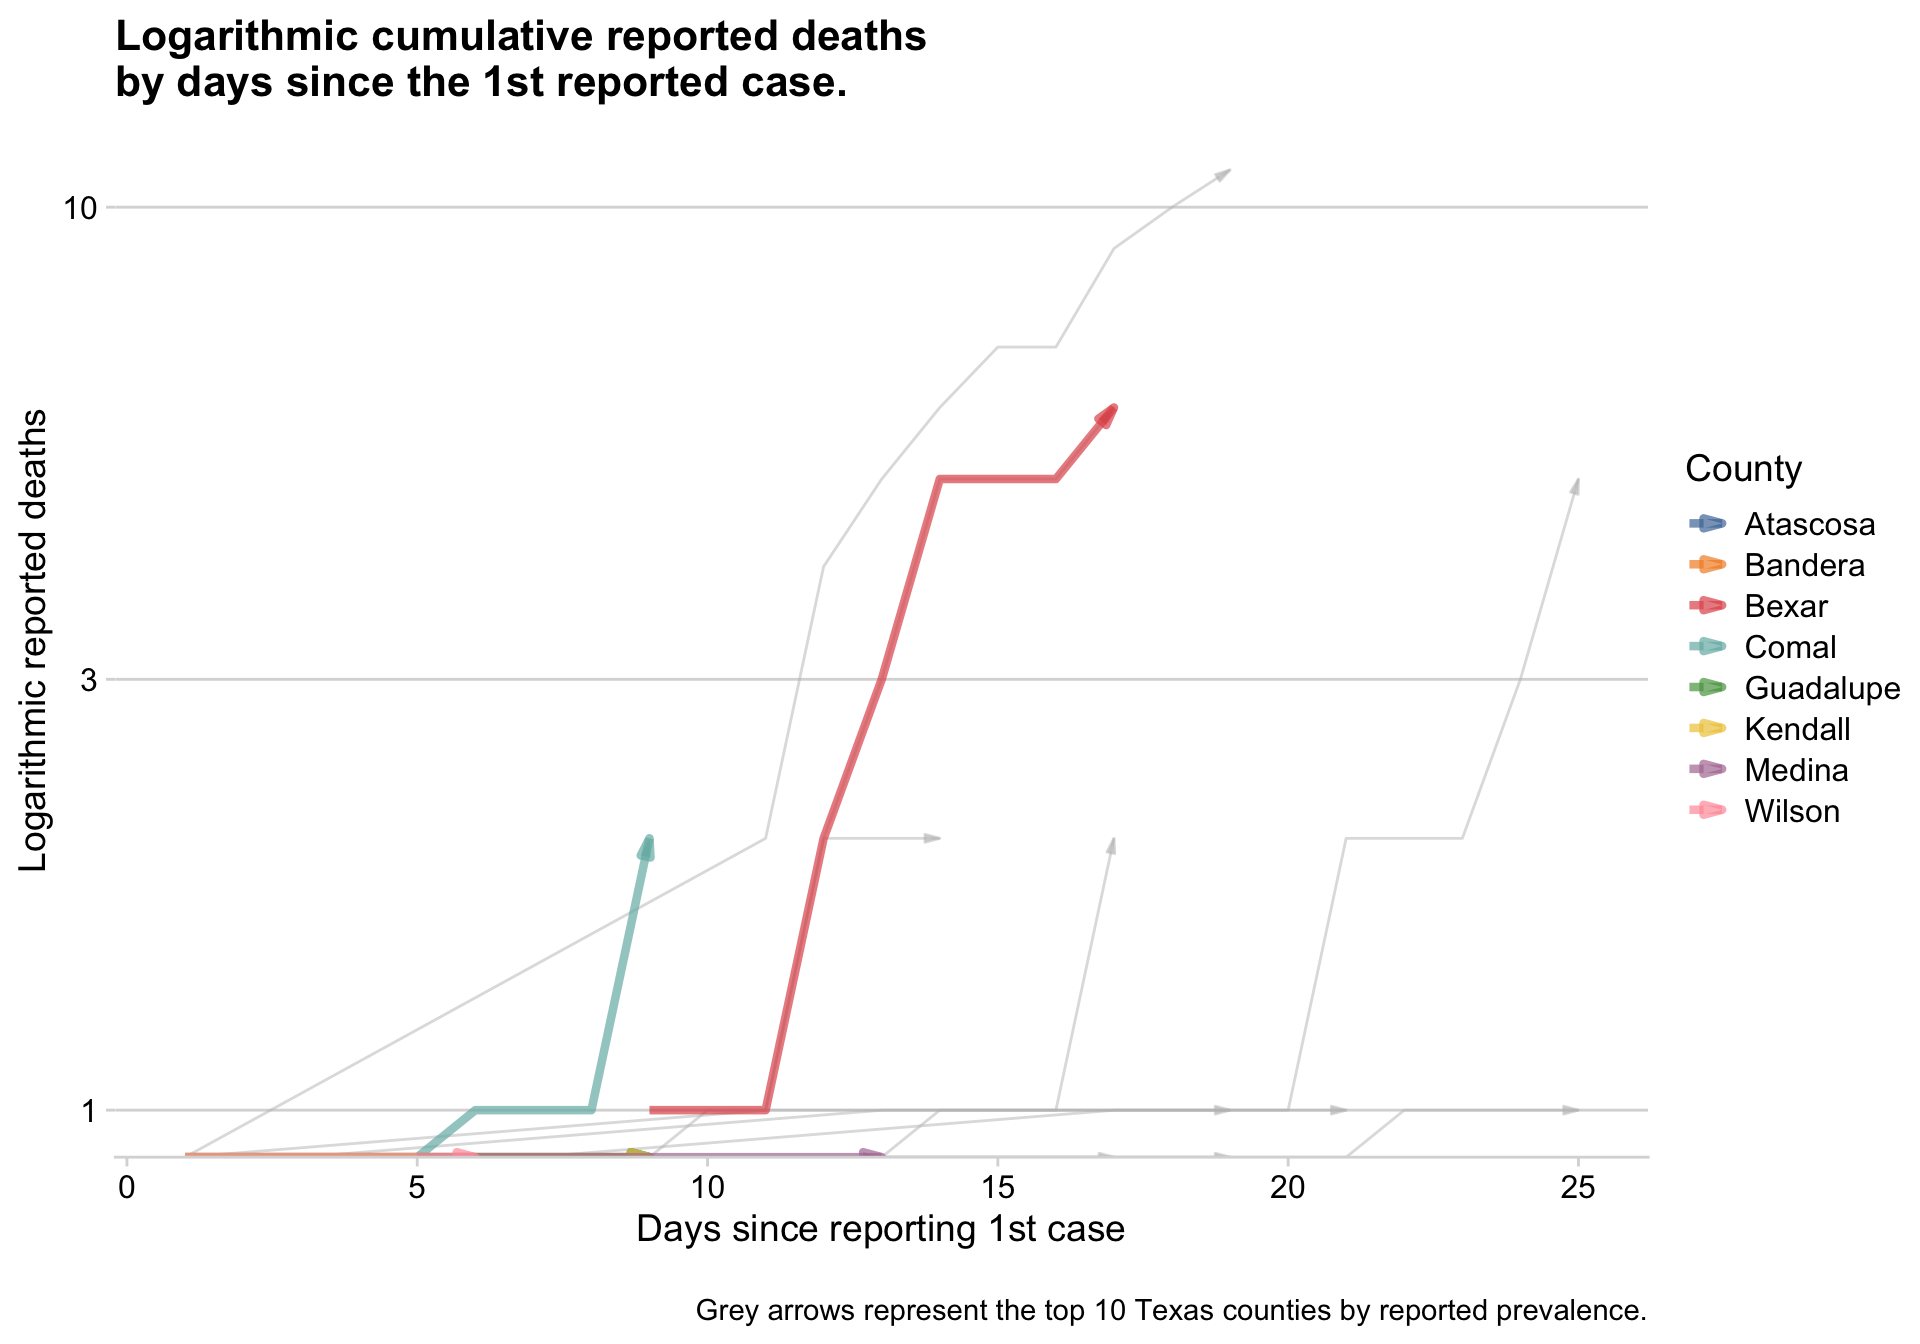 Logarithmic cumulative reported deaths
by days since the 1st reported case.
Logarithmic reported deaths
10
3
1
0 5 10 15 20 25
Days since reporting 1st case
County
Atascosa
Bandera
Bexar
Comal
Guadalupe
Kendall
Medina
Wilson
Grey arrows represent the top 10 Texas counties by reported prevalence.